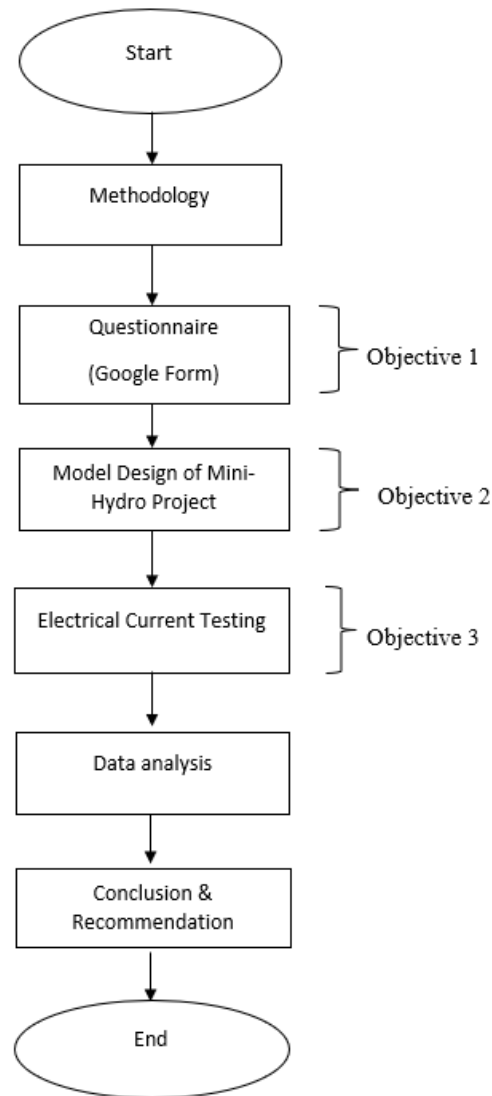 Start
Methodology
Questionnaire
(Google Form)
Objective 1
Model Design of Mini-
Hydro Project
Objective 2
Electrical Current Testing
Objective 3
Data analysis
Conclusion &
Recommendation
End